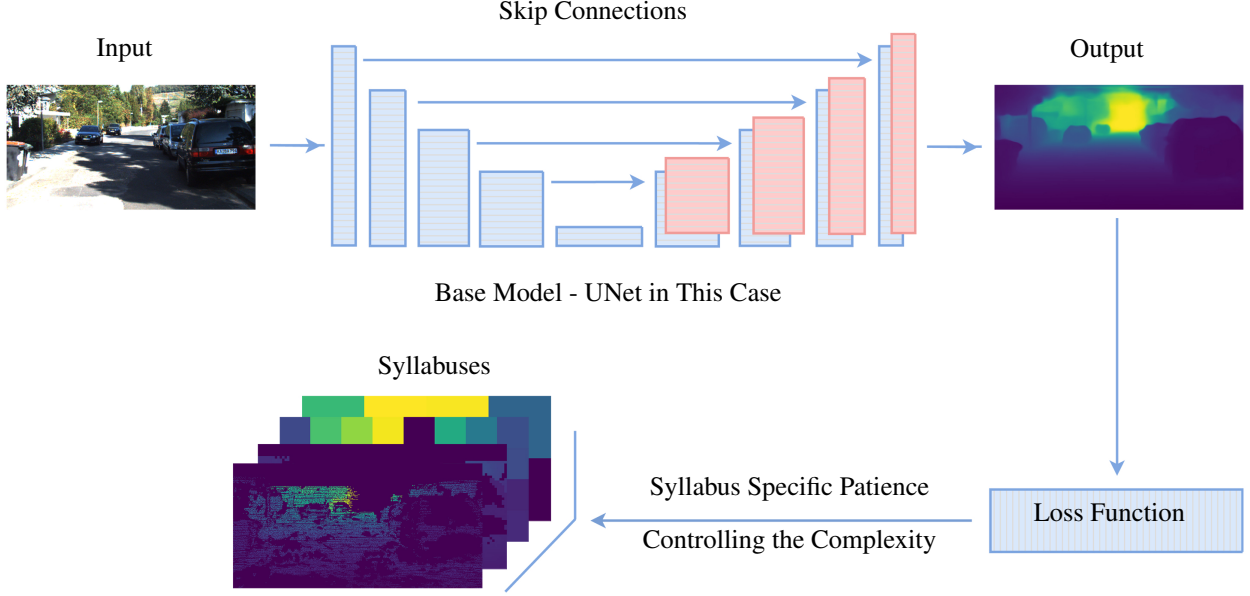 Skip Connections
Input
Output
Base Model - UNet in This Case
Syllabuses
Syllabus Specific Patience
Loss Function
Controlling the Complexity